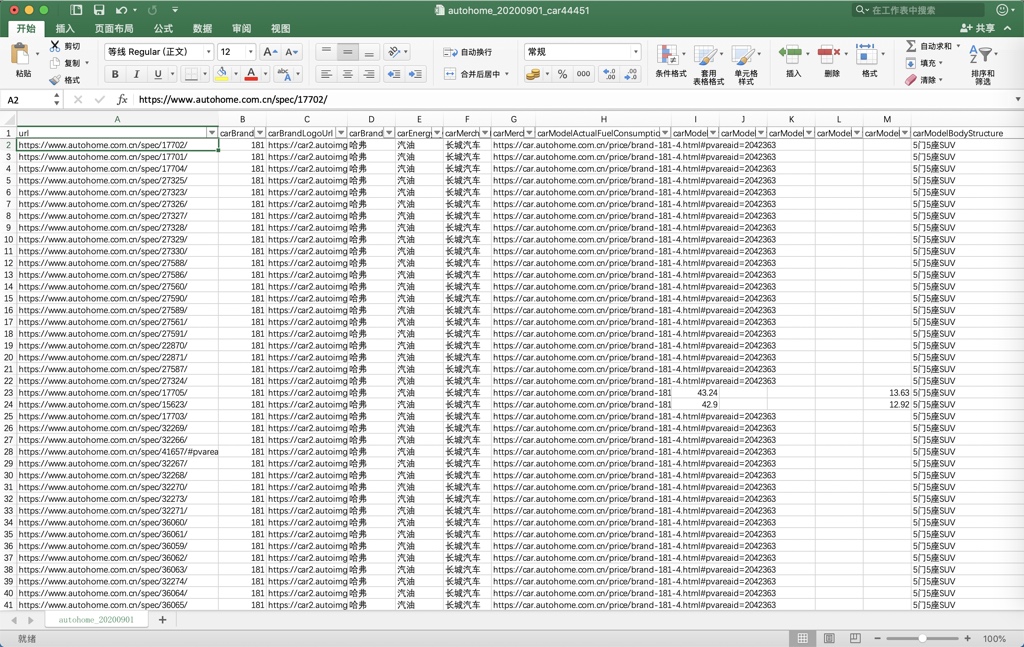 autohome_20200901_car44451
在工作表中搜索
开始 插入 页面布局 公式 数据 审阅 视图 共享
粘贴 剪切 复制 格式
等线 Regular (正文) 12 A A
B I U A abc A
自动换行
合并后居中
常规
% 000
条件格式 套用表格格式 单元格样式 插入 删除 格式
自动求和 填充 清除 排序和筛选
A2 fx https://www.autohome.com.cn/spec/17702/
A B C D E F G H I J K L M
1 url carBrand carBrandLogoUrl carBrand carEnerg carMerch carMerc carModelActualFuelConsumptio carModel carModel carModel carModel carModel carModelBodyStructure
2 https://www.autohome.com.cn/spec/17702/ 181 https://car2.autoimg 哈弗 汽油 长城汽车 https://car.autohome.com.cn/price/brand-181-4.html#pvareaid=2042363 5门5座SUV
3 https://www.autohome.com.cn/spec/17701/ 181 https://car2.autoimg 哈弗 汽油 长城汽车 https://car.autohome.com.cn/price/brand-181-4.html#pvareaid=2042363 5门5座SUV
4 https://www.autohome.com.cn/spec/17704/ 181 https://car2.autoimg 哈弗 汽油 长城汽车 https://car.autohome.com.cn/price/brand-181-4.html#pvareaid=2042363 5门5座SUV
5 https://www.autohome.com.cn/spec/27325/ 181 https://car2.autoimg 哈弗 汽油 长城汽车 https://car.autohome.com.cn/price/brand-181-4.html#pvareaid=2042363 5门5座SUV
6 https://www.autohome.com.cn/spec/27323/ 181 https://car2.autoimg 哈弗 汽油 长城汽车 https://car.autohome.com.cn/price/brand-181-4.html#pvareaid=2042363 5门5座SUV
7 https://www.autohome.com.cn/spec/27326/ 181 https://car2.autoimg 哈弗 汽油 长城汽车 https://car.autohome.com.cn/price/brand-181-4.html#pvareaid=2042363 5门5座SUV
8 https://www.autohome.com.cn/spec/27327/ 181 https://car2.autoimg 哈弗 汽油 长城汽车 https://car.autohome.com.cn/price/brand-181-4.html#pvareaid=2042363 5门5座SUV
9 https://www.autohome.com.cn/spec/27328/ 181 https://car2.autoimg 哈弗 汽油 长城汽车 https://car.autohome.com.cn/price/brand-181-4.html#pvareaid=2042363 5门5座SUV
10 https://www.autohome.com.cn/spec/27329/ 181 https://car2.autoimg 哈弗 汽油 长城汽车 https://car.autohome.com.cn/price/brand-181-4.html#pvareaid=2042363 5门5座SUV
11 https://www.autohome.com.cn/spec/27330/ 181 https://car2.autoimg 哈弗 汽油 长城汽车 https://car.autohome.com.cn/price/brand-181-4.html#pvareaid=2042363 5门5座SUV
12 https://www.autohome.com.cn/spec/27588/ 181 https://car2.autoimg 哈弗 汽油 长城汽车 https://car.autohome.com.cn/price/brand-181-4.html#pvareaid=2042363 5门5座SUV
13 https://www.autohome.com.cn/spec/27586/ 181 https://car2.autoimg 哈弗 汽油 长城汽车 https://car.autohome.com.cn/price/brand-181-4.html#pvareaid=2042363 5门5座SUV
14 https://www.autohome.com.cn/spec/27560/ 181 https://car2.autoimg 哈弗 汽油 长城汽车 https://car.autohome.com.cn/price/brand-181-4.html#pvareaid=2042363 5门5座SUV
15 https://www.autohome.com.cn/spec/27590/ 181 https://car2.autoimg 哈弗 汽油 长城汽车 https://car.autohome.com.cn/price/brand-181-4.html#pvareaid=2042363 5门5座SUV
16 https://www.autohome.com.cn/spec/27589/ 181 https://car2.autoimg 哈弗 汽油 长城汽车 https://car.autohome.com.cn/price/brand-181-4.html#pvareaid=2042363 5门5座SUV
17 https://www.autohome.com.cn/spec/27561/ 181 https://car2.autoimg 哈弗 汽油 长城汽车 https://car.autohome.com.cn/price/brand-181-4.html#pvareaid=2042363 5门5座SUV
18 https://www.autohome.com.cn/spec/27591/ 181 https://car2.autoimg 哈弗 汽油 长城汽车 https://car.autohome.com.cn/price/brand-181-4.html#pvareaid=2042363 5门5座SUV
19 https://www.autohome.com.cn/spec/22870/ 181 https://car2.autoimg 哈弗 汽油 长城汽车 https://car.autohome.com.cn/price/brand-181-4.html#pvareaid=2042363 5门5座SUV
20 https://www.autohome.com.cn/spec/22871/ 181 https://car2.autoimg 哈弗 汽油 长城汽车 https://car.autohome.com.cn/price/brand-181-4.html#pvareaid=2042363 5门5座SUV
21 https://www.autohome.com.cn/spec/27587/ 181 https://car2.autoimg 哈弗 汽油 长城汽车 https://car.autohome.com.cn/price/brand-181-4.html#pvareaid=2042363 5门5座SUV
22 https://www.autohome.com.cn/spec/27324/ 181 https://car2.autoimg 哈弗 汽油 长城汽车 https://car.autohome.com.cn/price/brand-181-4.html#pvareaid=2042363 5门5座SUV
23 https://www.autohome.com.cn/spec/17705/ 181 https://car2.autoimg 哈弗 汽油 长城汽车 https://car.autohome.com.cn/price/brand-181 43.24 13.63 5门5座SUV
24 https://www.autohome.com.cn/spec/15623/ 181 https://car2.autoimg 哈弗 汽油 长城汽车 https://car.autohome.com.cn/price/brand-181 42.9 12.92 5门5座SUV
25 https://www.autohome.com.cn/spec/17703/ 181 https://car2.autoimg 哈弗 汽油 长城汽车 https://car.autohome.com.cn/price/brand-181-4.html#pvareaid=2042363 5门5座SUV
26 https://www.autohome.com.cn/spec/32269/ 181 https://car2.autoimg 哈弗 汽油 长城汽车 https://car.autohome.com.cn/price/brand-181-4.html#pvareaid=2042363 5门5座SUV
27 https://www.autohome.com.cn/spec/32266/ 181 https://car2.autoimg 哈弗 汽油 长城汽车 https://car.autohome.com.cn/price/brand-181-4.html#pvareaid=2042363 5门5座SUV
28 https://www.autohome.com.cn/spec/41657/#pvarea 181 https://car2.autoimg 哈弗 汽油 长城汽车 https://car.autohome.com.cn/price/brand-181-4.html#pvareaid=2042363 5门5座SUV
29 https://www.autohome.com.cn/spec/32267/ 181 https://car2.autoimg 哈弗 汽油 长城汽车 https://car.autohome.com.cn/price/brand-181-4.html#pvareaid=2042363 5门5座SUV
30 https://www.autohome.com.cn/spec/32268/ 181 https://car2.autoimg 哈弗 汽油 长城汽车 https://car.autohome.com.cn/price/brand-181-4.html#pvareaid=2042363 5门5座SUV
31 https://www.autohome.com.cn/spec/32270/ 181 https://car2.autoimg 哈弗 汽油 长城汽车 https://car.autohome.com.cn/price/brand-181-4.html#pvareaid=2042363 5门5座SUV
32 https://www.autohome.com.cn/spec/32273/ 181 https://car2.autoimg 哈弗 汽油 长城汽车 https://car.autohome.com.cn/price/brand-181-4.html#pvareaid=2042363 5门5座SUV
33 https://www.autohome.com.cn/spec/32271/ 181 https://car2.autoimg 哈弗 汽油 长城汽车 https://car.autohome.com.cn/price/brand-181-4.html#pvareaid=2042363 5门5座SUV
34 https://www.autohome.com.cn/spec/36060/ 181 https://car2.autoimg 哈弗 汽油 长城汽车 https://car.autohome.com.cn/price/brand-181-4.html#pvareaid=2042363 5门5座SUV
35 https://www.autohome.com.cn/spec/36061/ 181 https://car2.autoimg 哈弗 汽油 长城汽车 https://car.autohome.com.cn/price/brand-181-4.html#pvareaid=2042363 5门5座SUV
36 https://www.autohome.com.cn/spec/36059/ 181 https://car2.autoimg 哈弗 汽油 长城汽车 https://car.autohome.com.cn/price/brand-181-4.html#pvareaid=2042363 5门5座SUV
37 https://www.autohome.com.cn/spec/36062/ 181 https://car2.autoimg 哈弗 汽油 长城汽车 https://car.autohome.com.cn/price/brand-181-4.html#pvareaid=2042363 5门5座SUV
38 https://www.autohome.com.cn/spec/36063/ 181 https://car2.autoimg 哈弗 汽油 长城汽车 https://car.autohome.com.cn/price/brand-181-4.html#pvareaid=2042363 5门5座SUV
39 https://www.autohome.com.cn/spec/32274/ 181 https://car2.autoimg 哈弗 汽油 长城汽车 https://car.autohome.com.cn/price/brand-181-4.html#pvareaid=2042363 5门5座SUV
40 https://www.autohome.com.cn/spec/36064/ 181 https://car2.autoimg 哈弗 汽油 长城汽车 https://car.autohome.com.cn/price/brand-181-4.html#pvareaid=2042363 5门5座SUV
41 https://www.autohome.com.cn/spec/36065/ 181 https://car2.autoimg 哈弗 汽油 长城汽车 https://car.autohome.com.cn/price/brand-181-4.html#pvareaid=2042363 5门5座SUV
autohome_20200901
就绪 100%